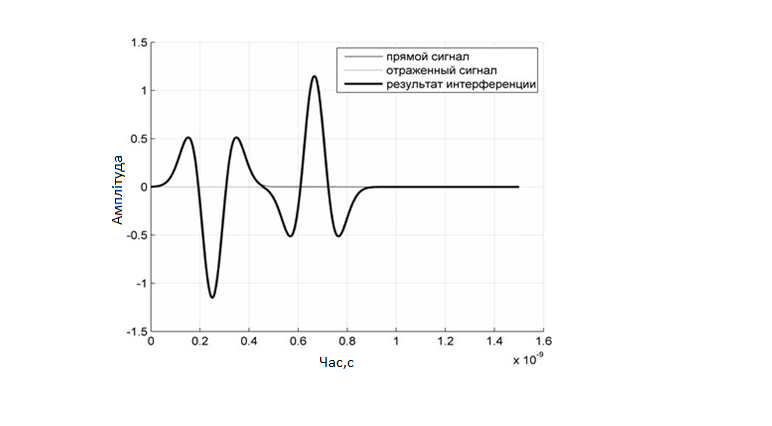 1.5
прямой сигнал
отраженный сигнал
результат интерференции
1
0.5
Амплітуда
0
-0.5
-1
-1.5
0 0.2 0.4 0.6 0.8 1 1.2 1.4 1.6
Час,с
x 10⁻⁹